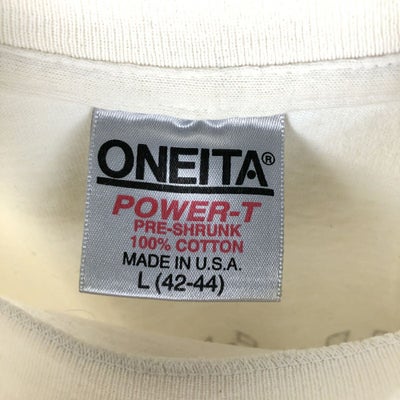 ONEITA®
POWER-T
PRE-SHRUNK
100% COTTON
MADE IN U.S.A.
L (42-44)